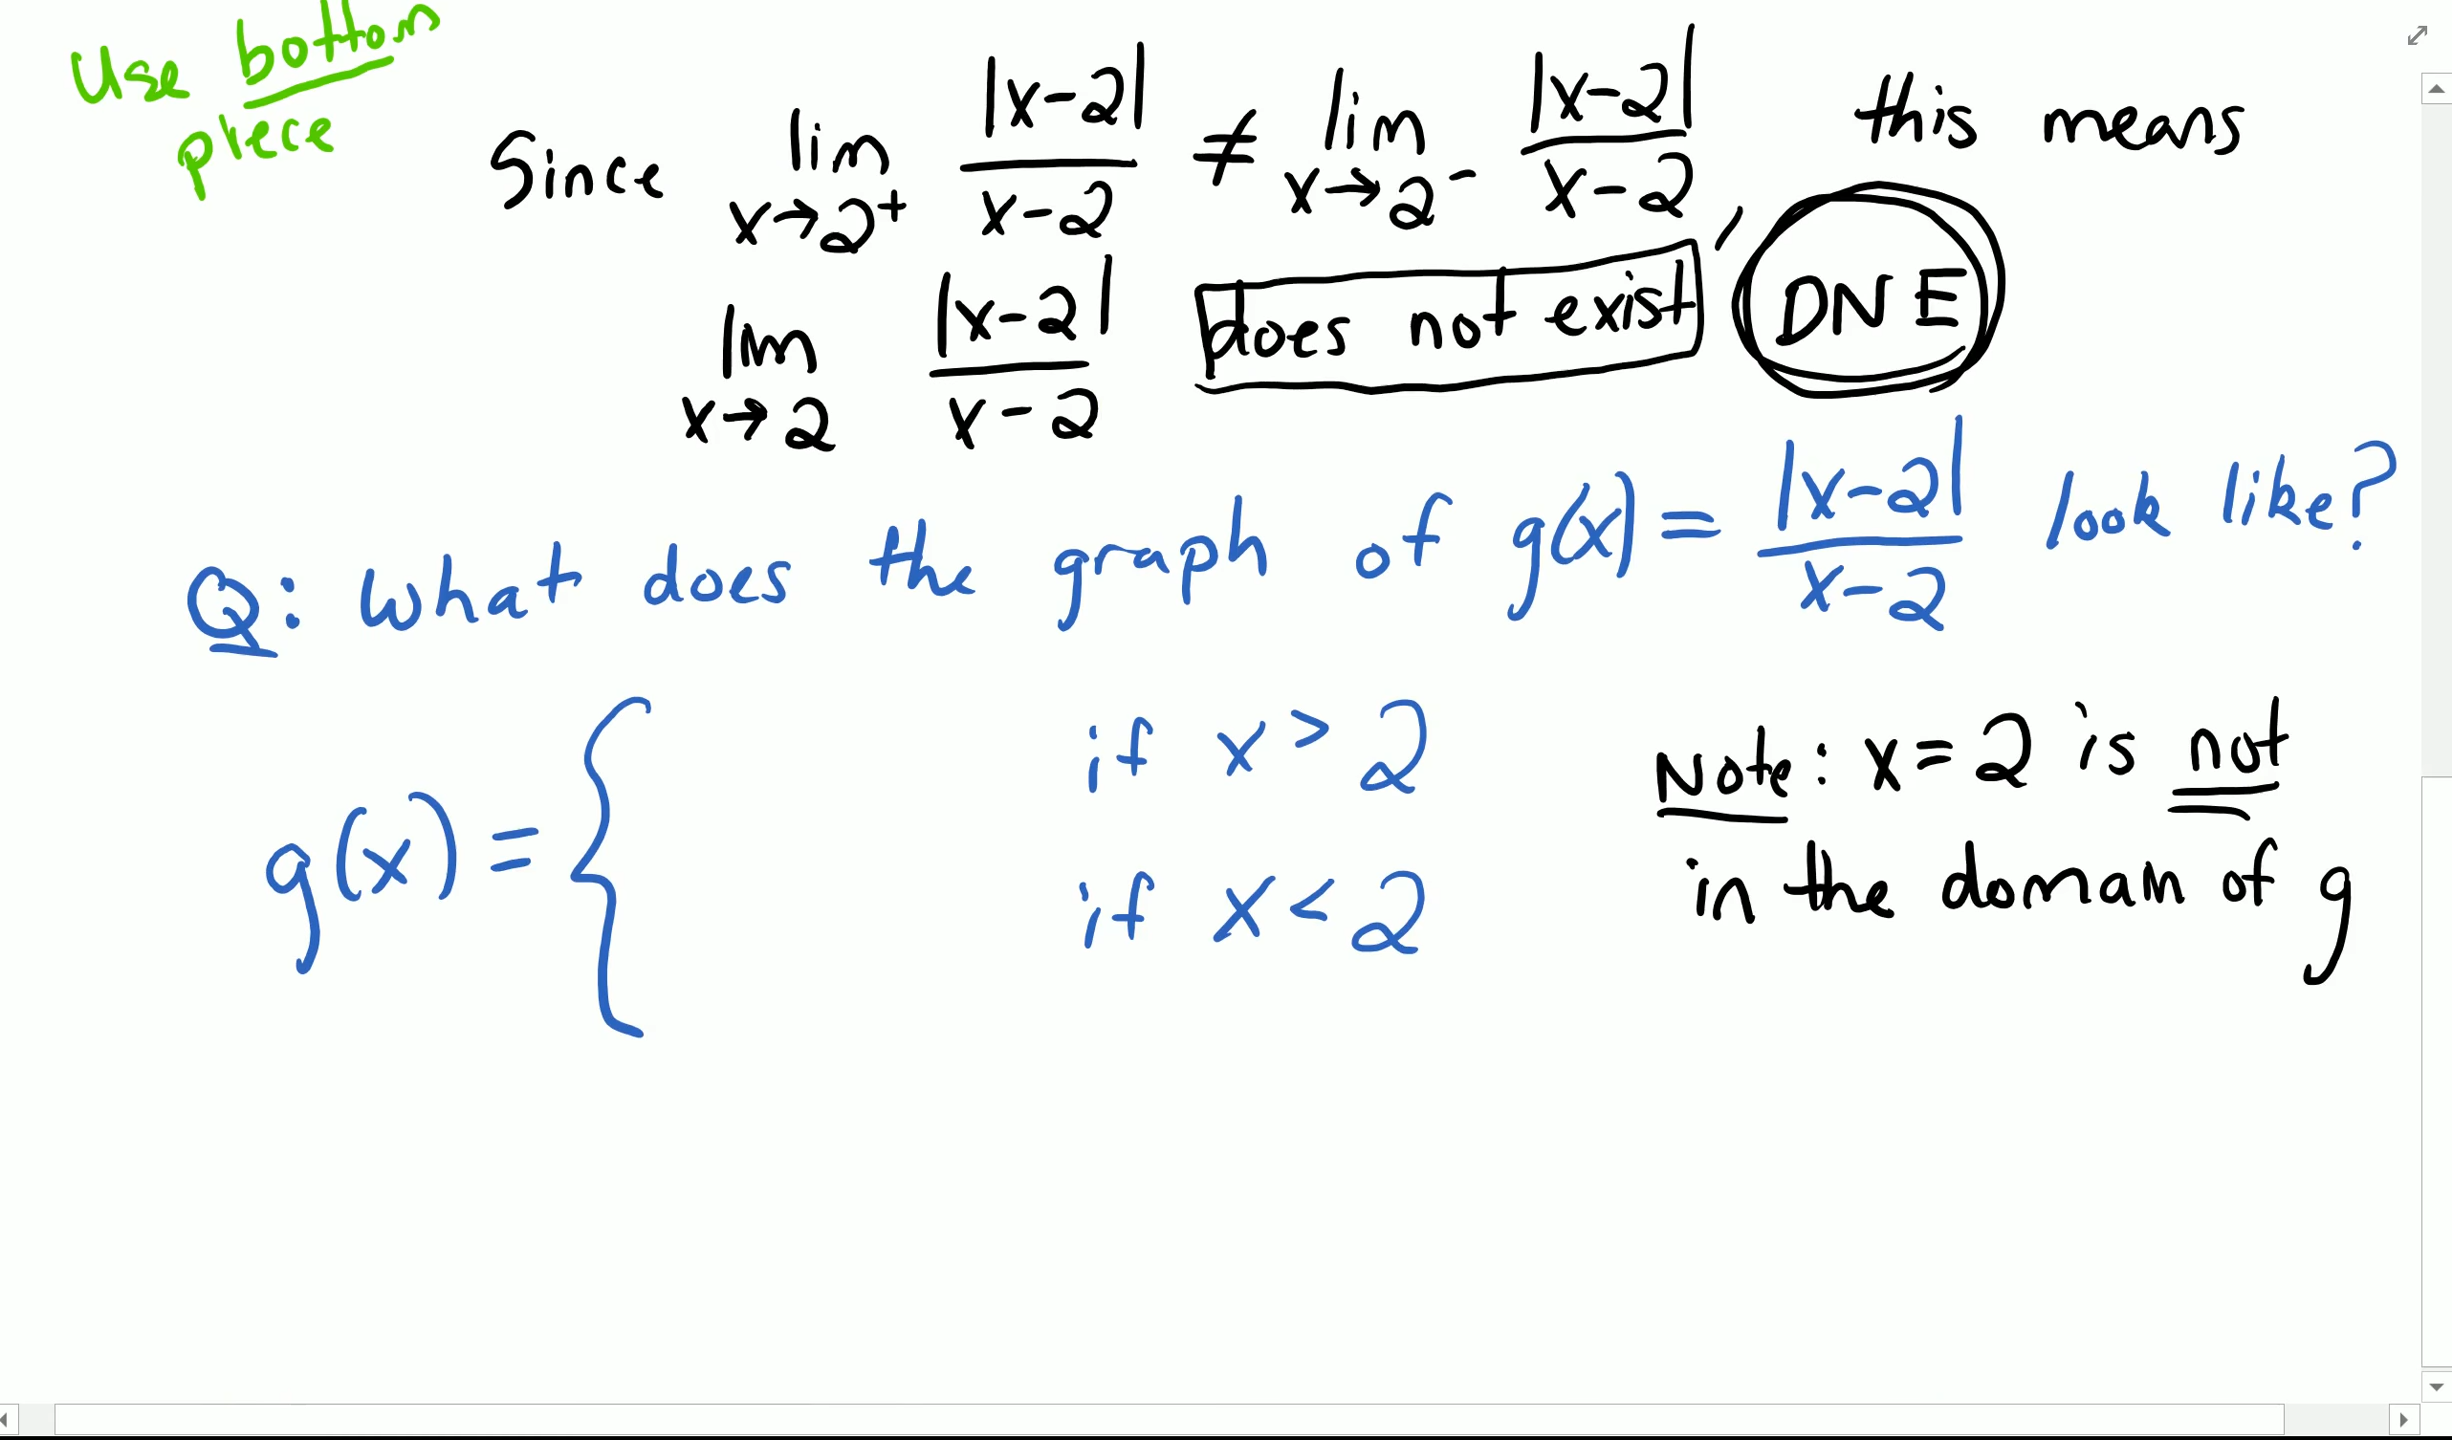 Use bottom
piece
Since lim x→2⁺ |x-2|/(x-2) ≠ lim x→2⁻ |x-2|/(x-2), this means
lim x→2 |x-2|/(x-2) does not exist DNE
Q: what does the graph of g(x) = |x-2|/(x-2) look like?
g(x) = {
if x > 2
if x < 2
Note: x = 2 is not
in the domain of g